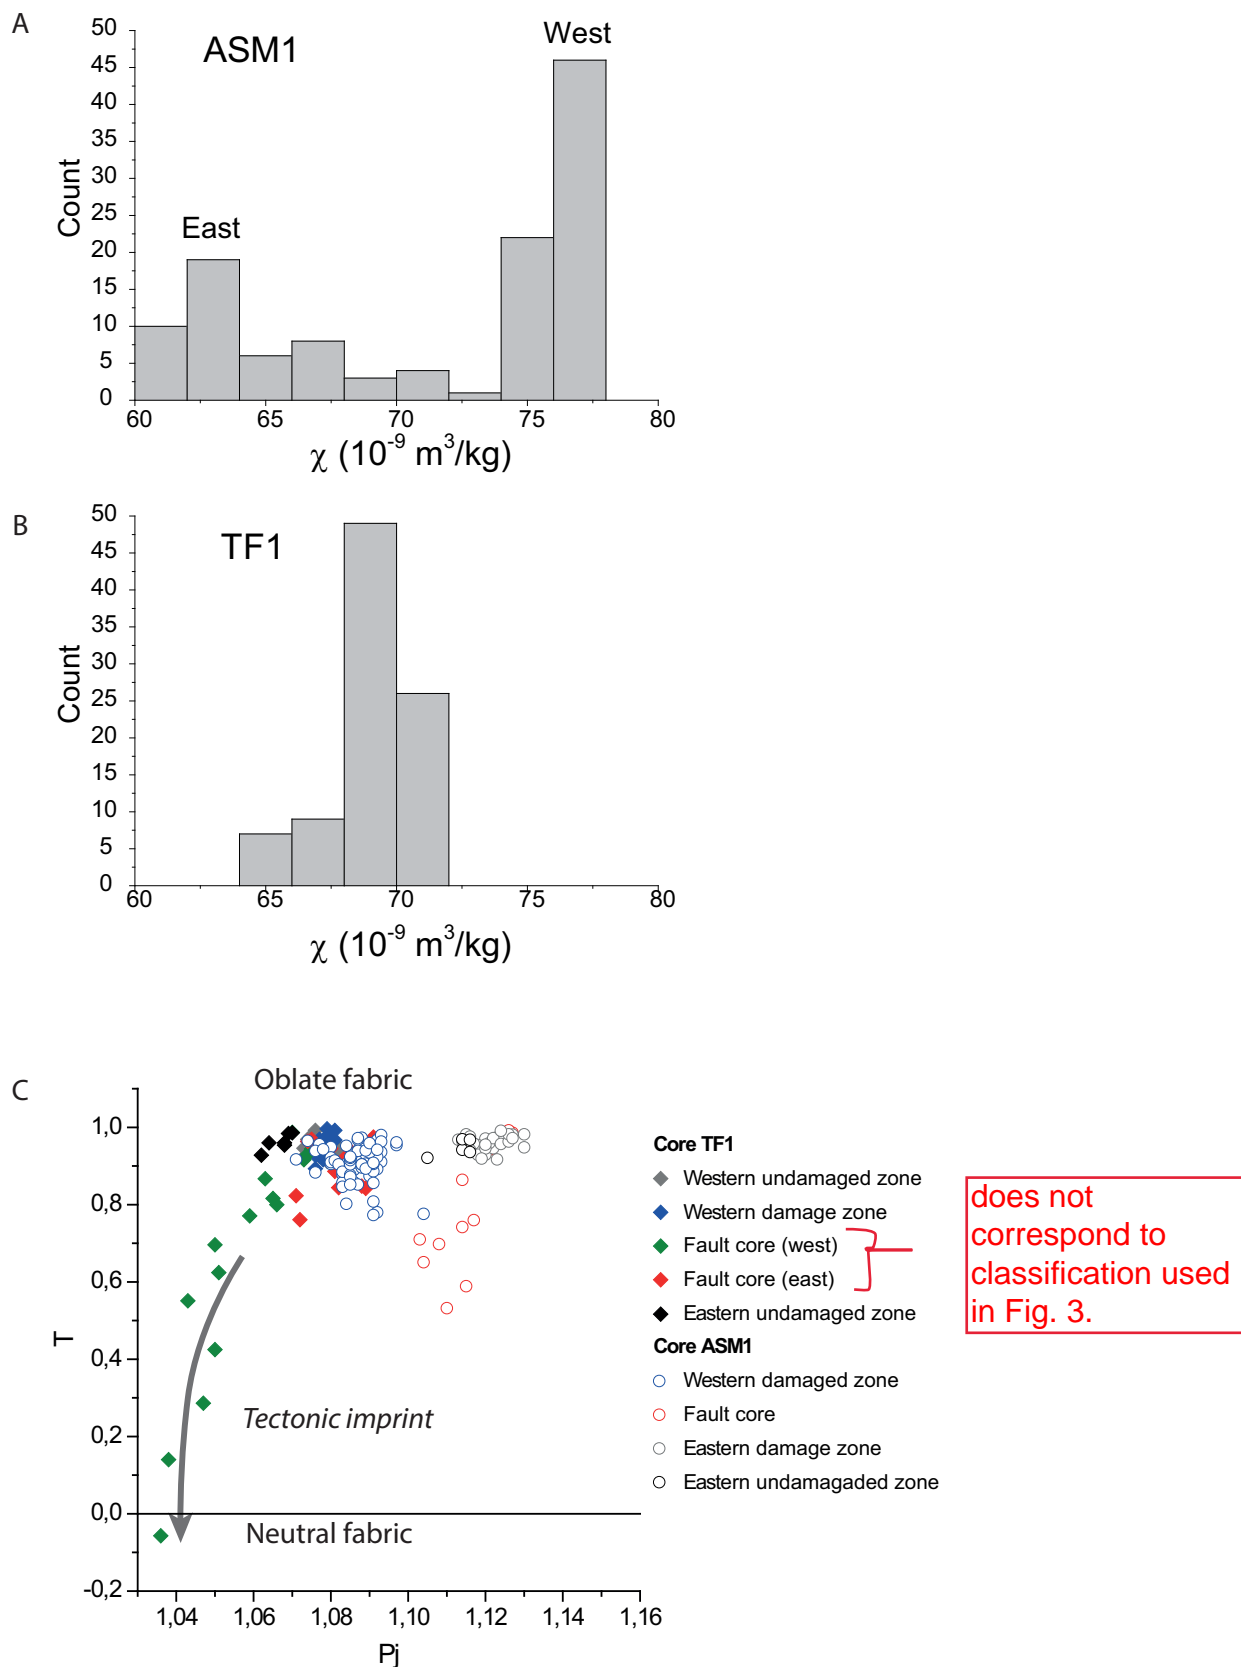 A
ASM1
West
East
50
45
40
35
30
25
20
15
10
5
0
Count
60
65
70
75
80
χ (10⁻⁹ m³/kg)
B
TF1
50
45
40
35
30
25
20
15
10
5
0
Count
60
65
70
75
80
χ (10⁻⁹ m³/kg)
C
Oblate fabric
1,0
0,8
0,6
0,4
0,2
0,0
-0,2
T
Tectonic imprint
Neutral fabric
1,04
1,06
1,08
1,10
1,12
1,14
1,16
Pj
Core TF1
Western undamaged zone
Western damage zone
Fault core (west)
Fault core (east)
Eastern undamaged zone
Core ASM1
Western damaged zone
Fault core
Eastern damage zone
Eastern undamagaded zone
does not
correspond to
classification used
in Fig. 3.